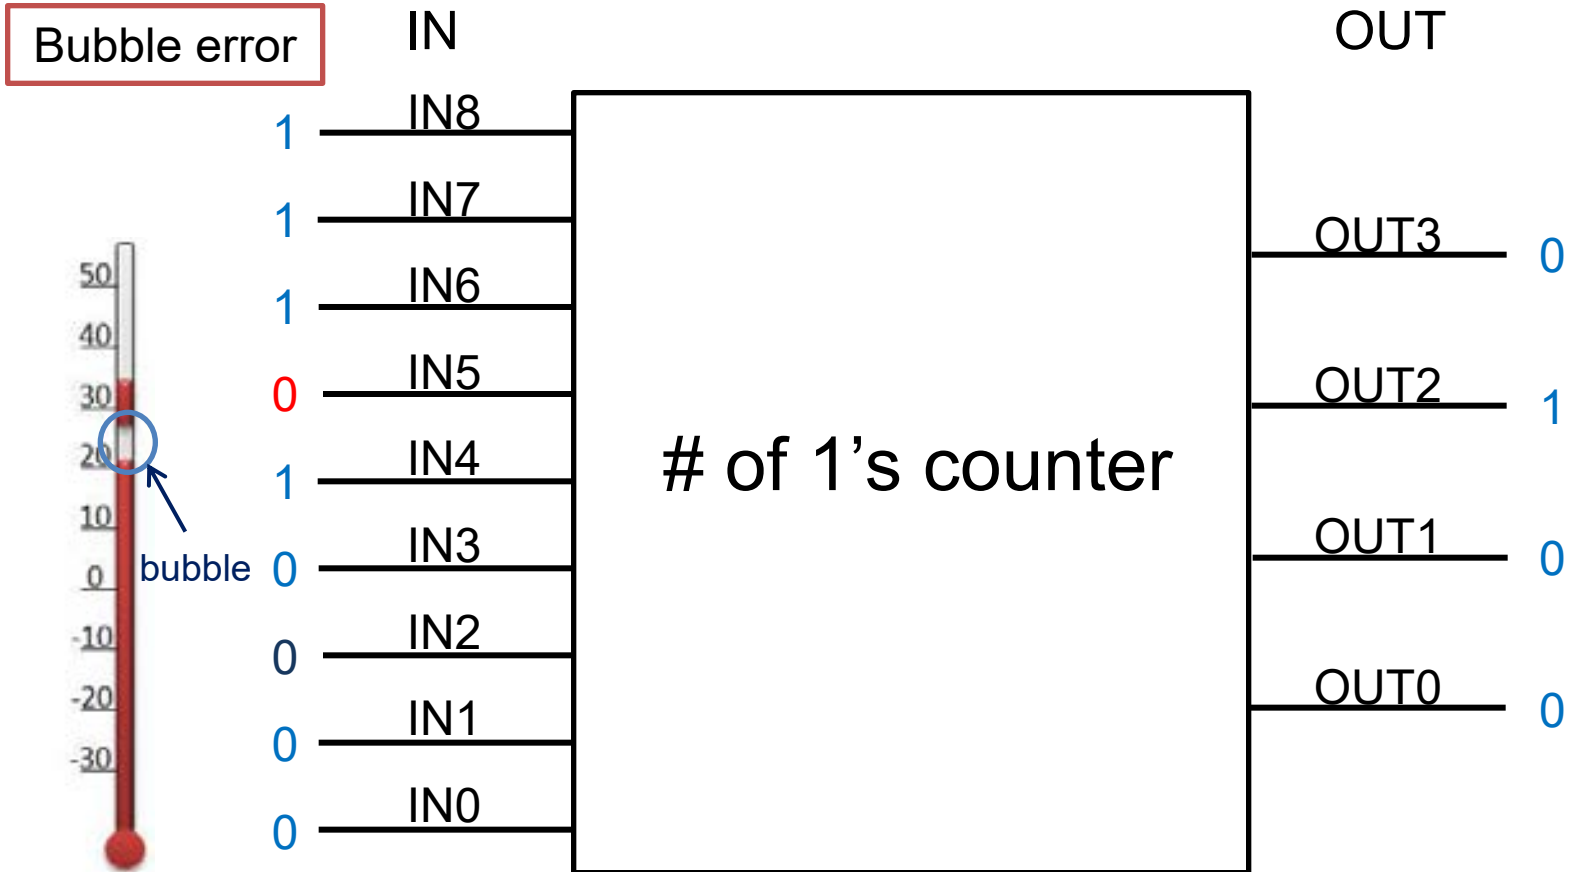 Bubble error
IN
OUT
1 IN8
1 IN7
1 IN6
0 IN5
1 IN4
0 IN3
0 IN2
0 IN1
0 IN0
# of 1’s counter
OUT3 0
OUT2 1
OUT1 0
OUT0 0
50
40
30
20
10
0
-10
-20
-30
bubble